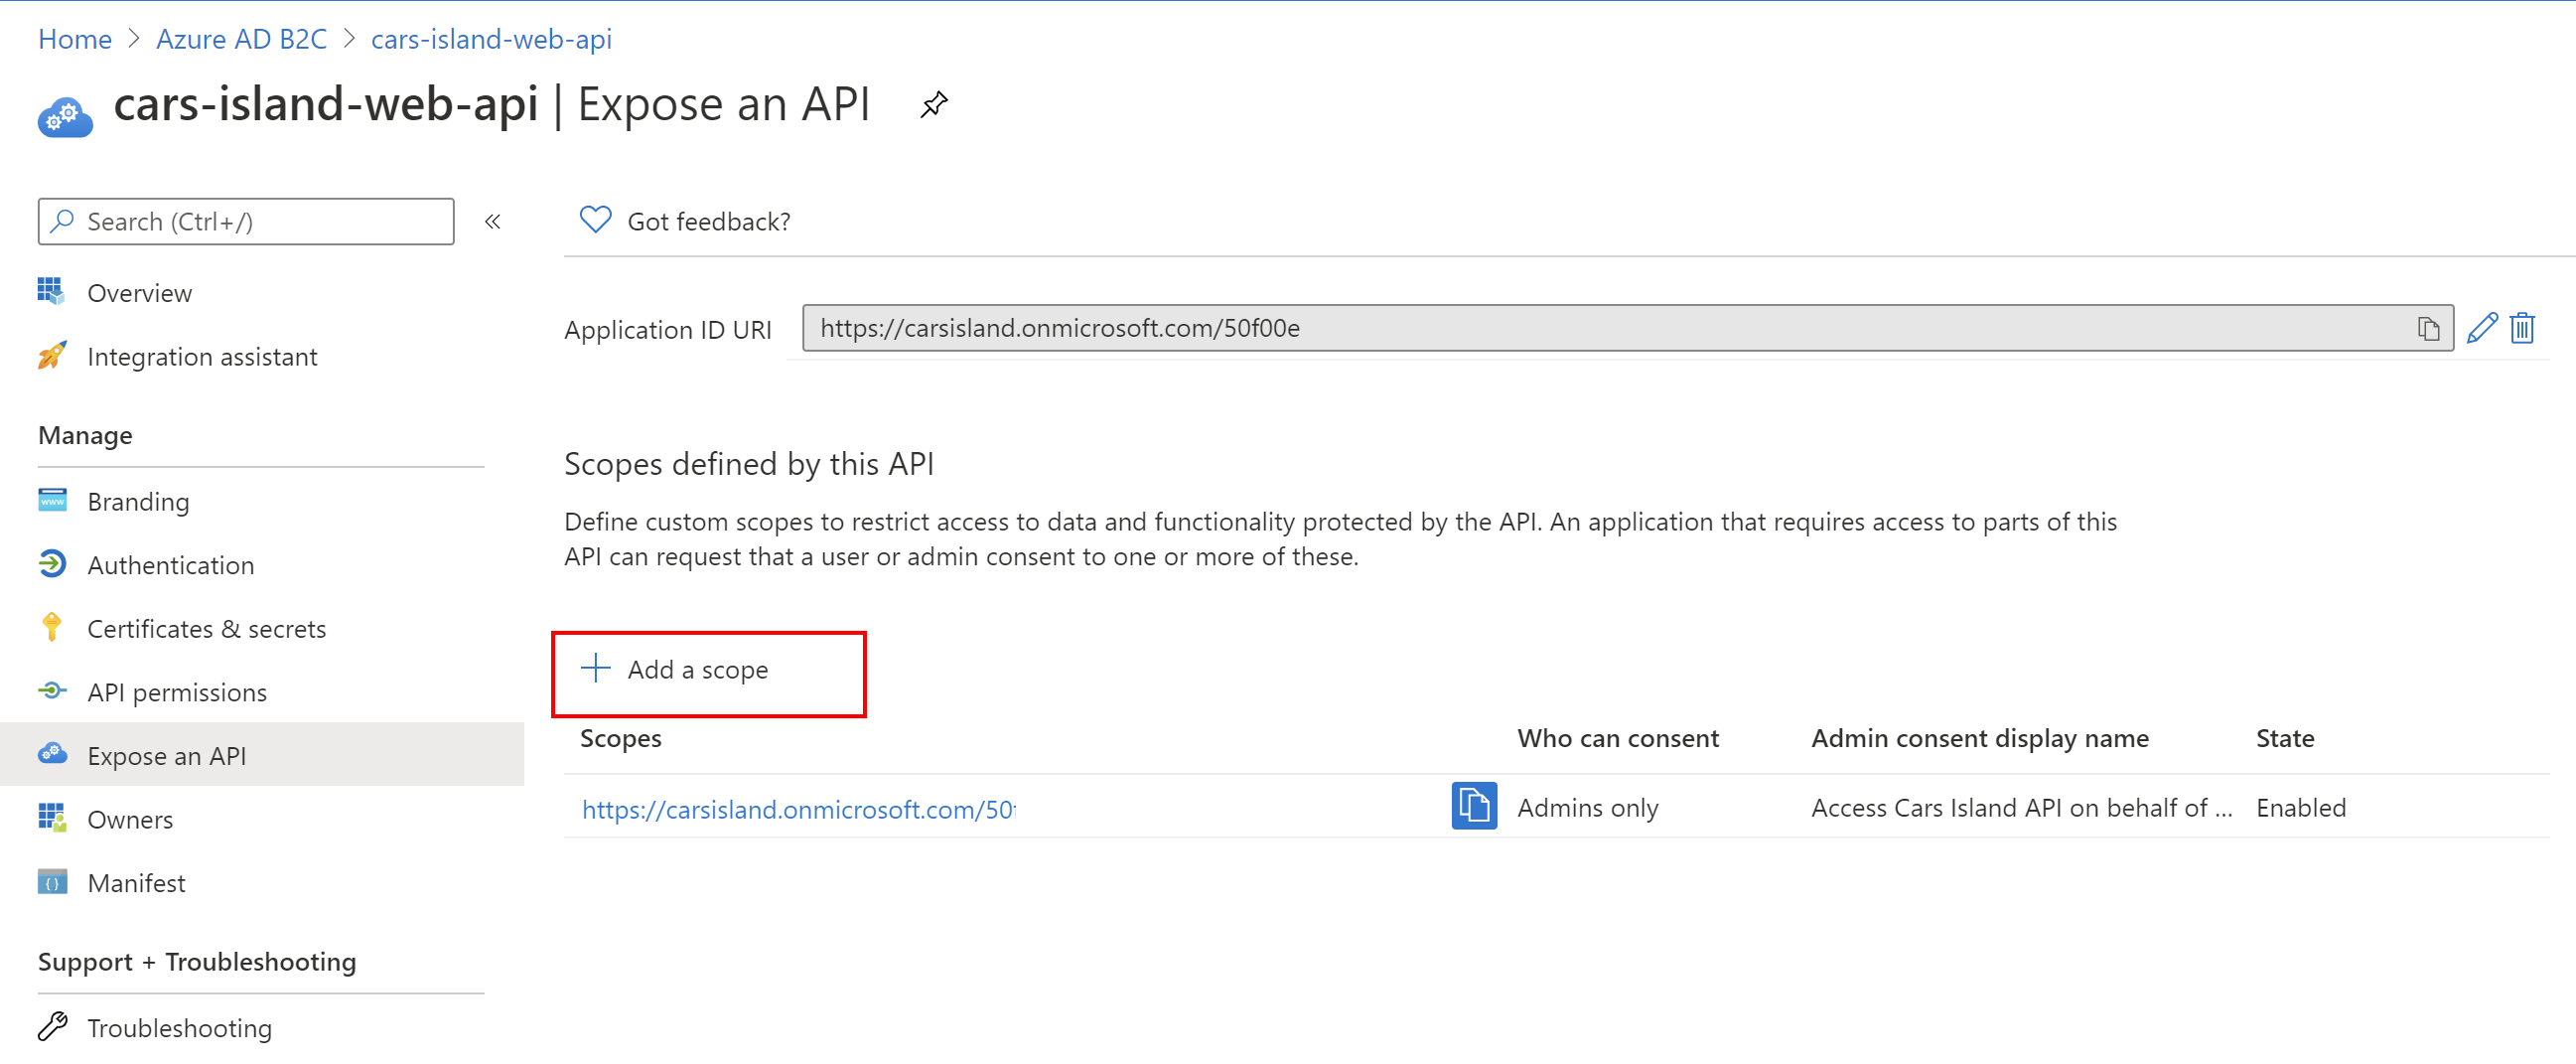 Home > Azure AD B2C > cars-island-web-api
cars-island-web-api | Expose an API
Search (Ctrl+/)
«
Overview
Integration assistant
Manage
www
Branding
Authentication
Certificates & secrets
API permissions
Expose an API
Owners
Manifest
Support + Troubleshooting
Troubleshooting
Got feedback?
Application ID URI
https://carsisland.onmicrosoft.com/50f00e
Scopes defined by this API
Define custom scopes to restrict access to data and functionality protected by the API. An application that requires access to parts of this
API can request that a user or admin consent to one or more of these.
Add a scope
Scopes Who can consent Admin consent display name State
https://carsisland.onmicrosoft.com/50f Admins only Access Cars Island API on behalf of ... Enabled